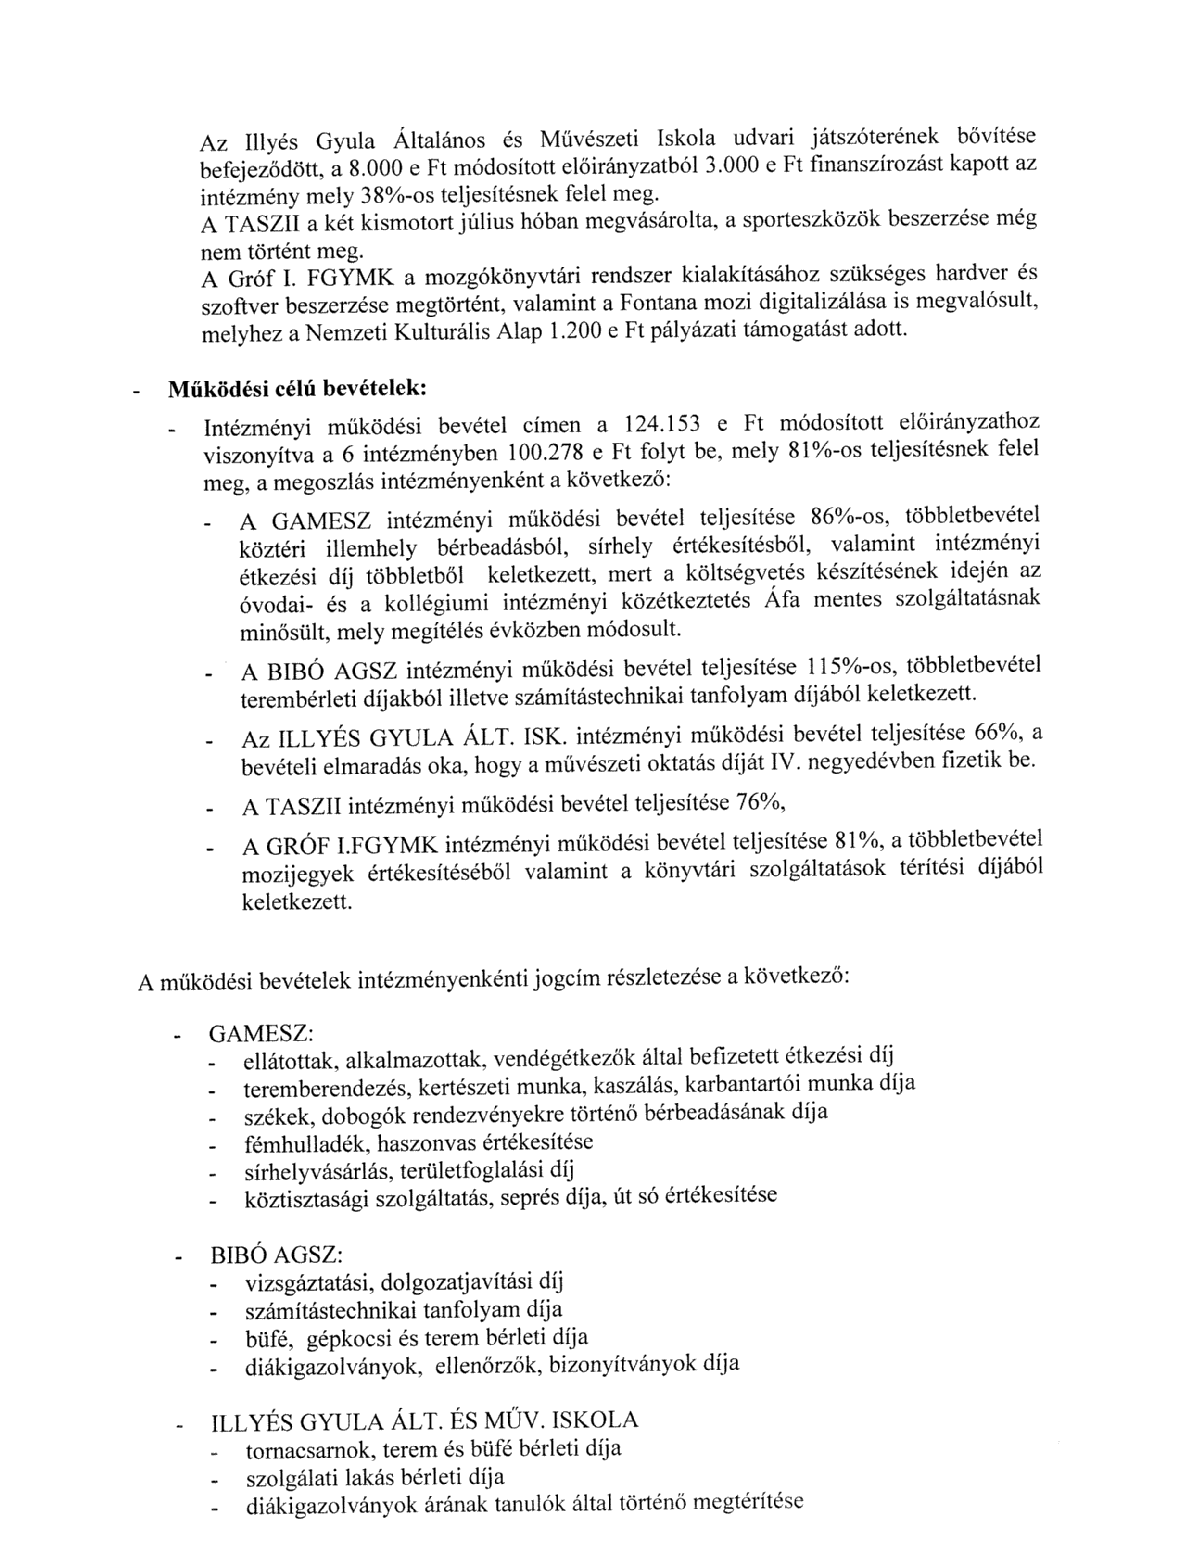 Az Illyés Gyula Általános és Művészeti Iskola udvari játszóterének bővítése
befejeződött, a 8.000 e Ft módosított előirányzatból 3.000 e Ft finanszírozást kapott az
intézmény mely 38%-os teljesítésnek felel meg.
A TASZII a két kismotort július hóban megvásárolta, a sporteszközök beszerzése még
nem történt meg.
A Gróf I. FGYMK a mozgókönyvtári rendszer kialakításához szükséges hardver és
szoftver beszerzése megtörtént, valamint a Fontana mozi digitalizálása is megvalósult,
melyhez a Nemzeti Kulturális Alap 1.200 e Ft pályázati támogatást adott.
- Működési célú bevételek:
- Intézményi működési bevétel címen a 124.153 e Ft módosított előirányzathoz
viszonyítva a 6 intézményben 100.278 e Ft folyt be, mely 81%-os teljesítésnek felel
meg, a megoszlás intézményenként a következő:
- A GAMESZ intézményi működési bevétel teljesítése 86%-os, többletbevétel
köztéri illemhely bérbeadásból, sírhely értékesítésből, valamint intézményi
étkezési díj többletből keletkezett, mert a költségvetés készítésének idején az
óvodai- és a kollégiumi intézményi közétkeztetés Áfa mentes szolgáltatásnak
minősült, mely megítélés évközben módosult.
- A BIBÓ AGSZ intézményi működési bevétel teljesítése 115%-os, többletbevétel
terembérleti díjakból illetve számítástechnikai tanfolyam díjából keletkezett.
- Az ILLYÉS GYULA ÁLT. ISK. intézményi működési bevétel teljesítése 66%, a
bevételi elmaradás oka, hogy a művészeti oktatás díját IV. negyedévben fizetik be.
- A TASZII intézményi működési bevétel teljesítése 76%,
- A GRÓF I.FGYMK intézményi működési bevétel teljesítése 81%, a többletbevétel
mozijegyek értékesítéséből valamint a könyvtári szolgáltatások térítési díjából
keletkezett.
A működési bevételek intézményenkénti jogcím részletezése a következő:
- GAMESZ:
- ellátottak, alkalmazottak, vendégétkezők által befizetett étkezési díj
- teremberendezés, kertészeti munka, kaszálás, karbantartói munka díja
- székek, dobogók rendezvényekre történő bérbeadásának díja
- fémhulladék, haszonvas értékesítése
- sírhelyvásárlás, területfoglalási díj
- köztisztasági szolgáltatás, seprés díja, út só értékesítése
- BIBÓ AGSZ:
- vizsgáztatási, dolgozatjavítási díj
- számítástechnikai tanfolyam díja
- büfé, gépkocsi és terem bérleti díja
- diákigazolványok, ellenőrzők, bizonyítványok díja
- ILLYÉS GYULA ÁLT. ÉS MŰV. ISKOLA
- tornacsarnok, terem és büfé bérleti díja
- szolgálati lakás bérleti díja
- diákigazolványok árának tanulók által történő megtérítése